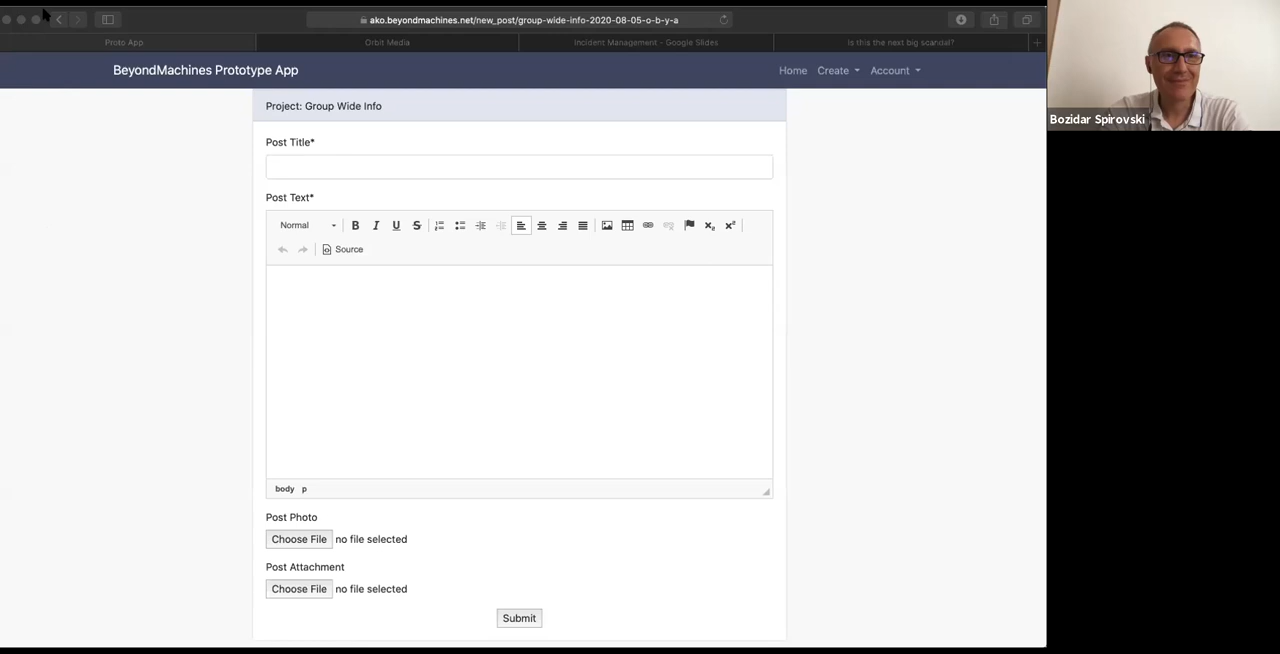 ako.beyondmachines.net/new_post/group-wide-info-2020-08-05-o-b-y-a
Proto App
Orbit Media
Incident Management - Google Slides
Is this the next big scandal?
BeyondMachines Prototype App
Home
Create
Account
Bozidar Spirovski
Project: Group Wide Info
Post Title*
Post Text*
Normal B I U S x₂ x²
Source
body p
Post Photo
Choose File no file selected
Post Attachment
Choose File no file selected
Submit